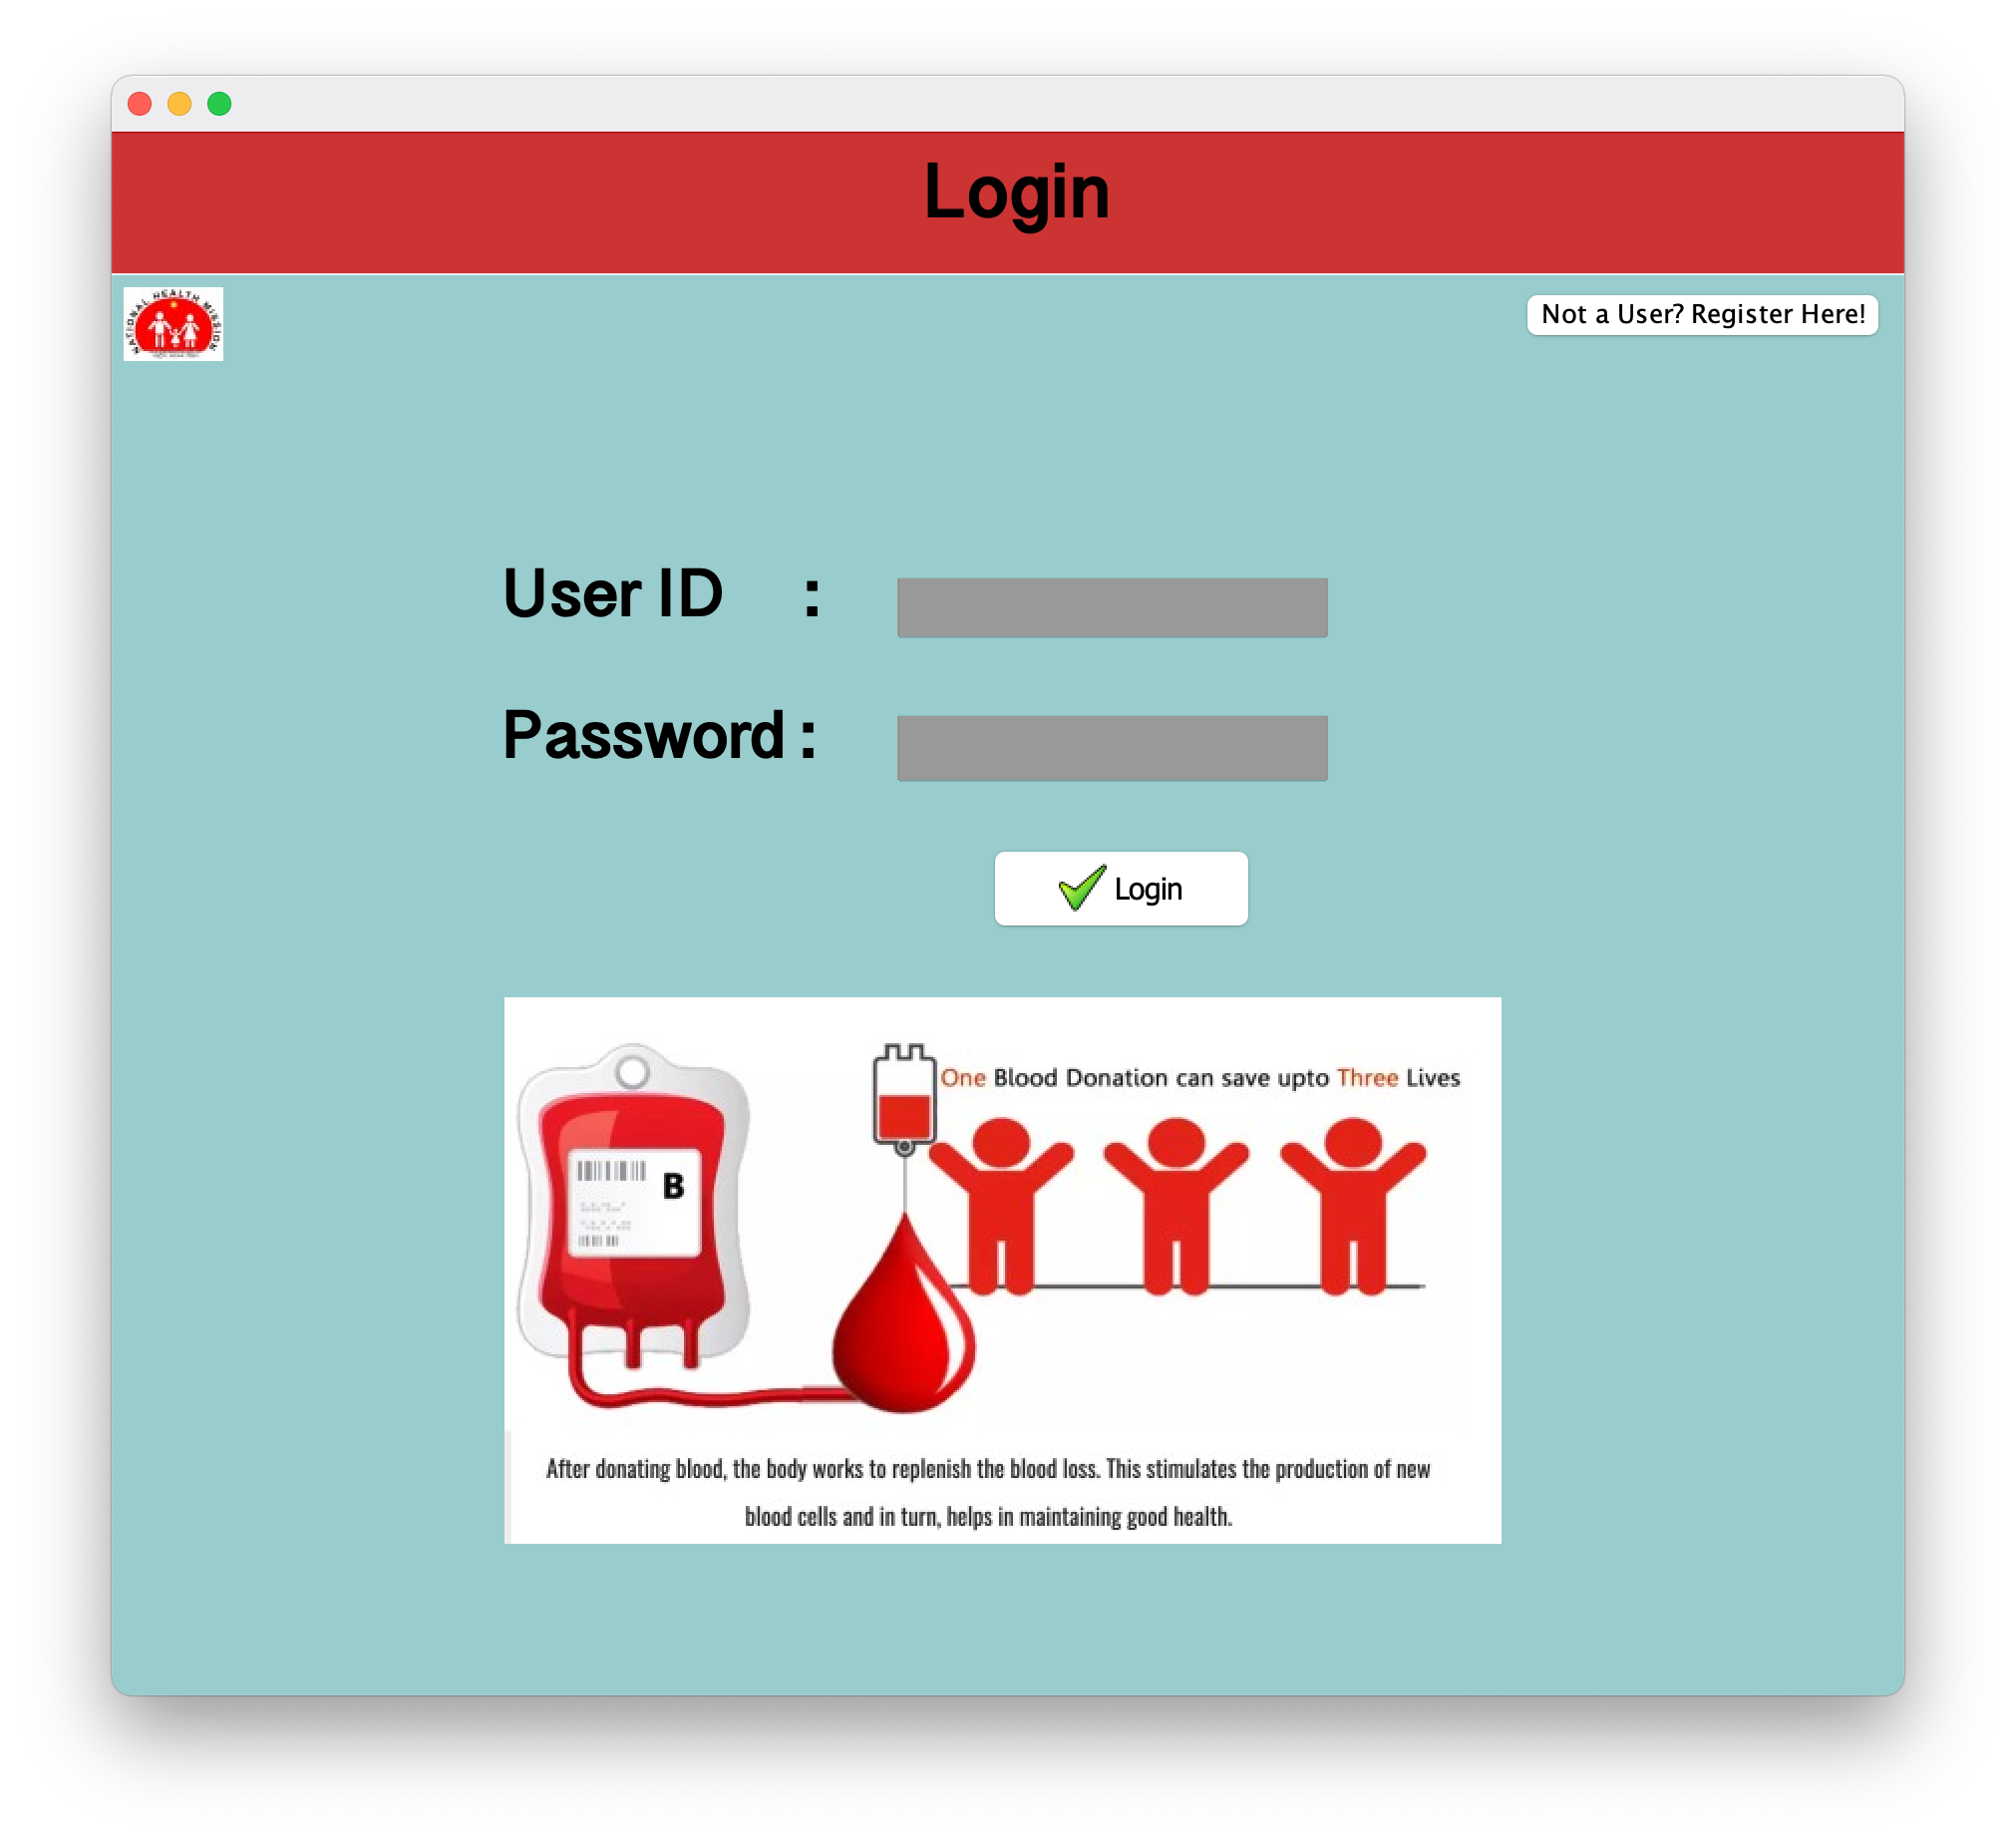 Login
NATIONAL HEALTH MISSION
Not a User? Register Here!
User ID :
Password :
Login
One Blood Donation can save upto Three Lives
B
After donating blood, the body works to replenish the blood loss. This stimulates the production of new
blood cells and in turn, helps in maintaining good health.